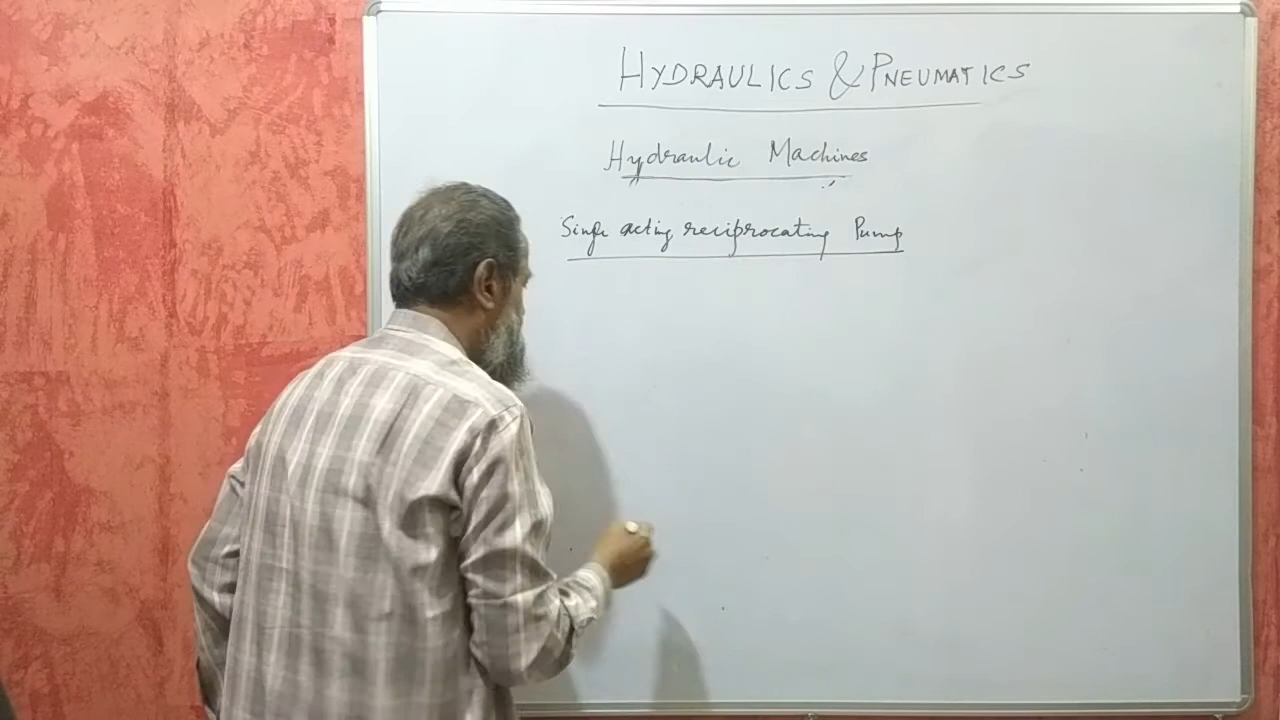 HYDRAULICS & PNEUMATICS
Hydraulic Machines
Single acting reciprocating Pump